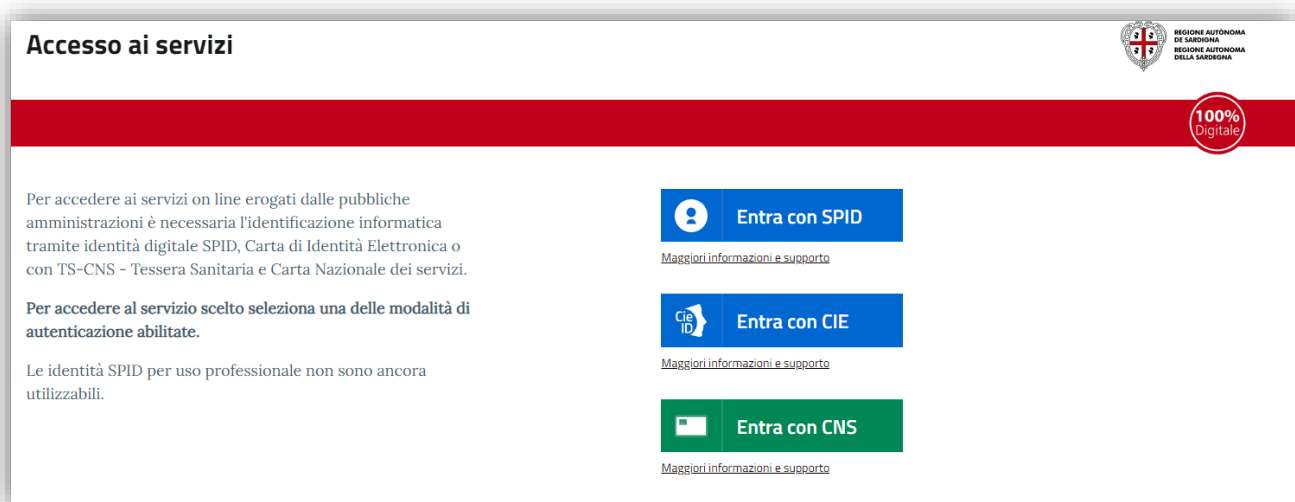 Accesso ai servizi
REGIONE AUTÒNOMA
DE SARDIGNA
REGIONE AUTONOMA
DELLA SARDEGNA
100%
Digitale
Per accedere ai servizi on line erogati dalle pubbliche
amministrazioni è necessaria l'identificazione informatica
tramite identità digitale SPID, Carta di Identità Elettronica o
con TS-CNS - Tessera Sanitaria e Carta Nazionale dei servizi.
Per accedere al servizio scelto seleziona una delle modalità di
autenticazione abilitate.
Le identità SPID per uso professionale non sono ancora
utilizzabili.
Entra con SPID
Maggiori informazioni e supporto
Cie
ID
Entra con CIE
Maggiori informazioni e supporto
Entra con CNS
Maggiori informazioni e supporto